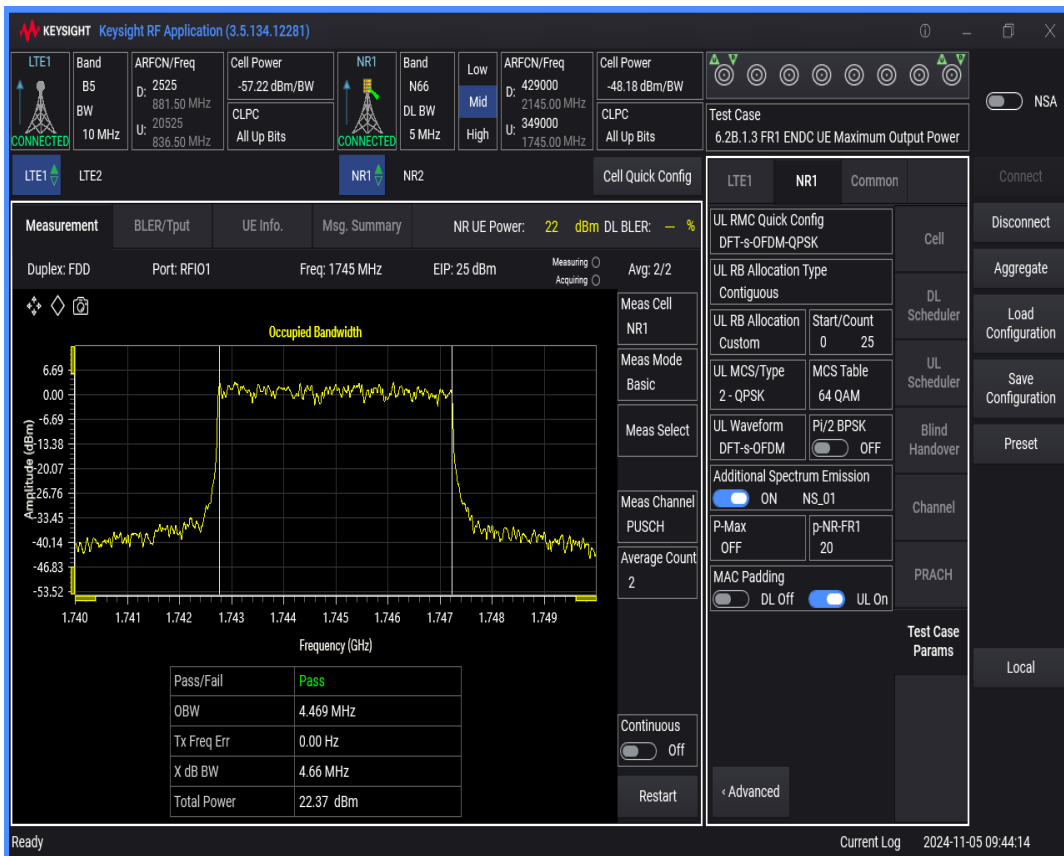 KEYSIGHT Keysight RF Application (3.5.134.12281)
LTE1
CONNECTED
Band
B5
BW
10 MHz
ARFCN/Freq
D: 2525
881.50 MHz
U: 20525
836.50 MHz
Cell Power
-57.22 dBm/BW
CLPC
All Up Bits
NR1
CONNECTED
Band
N66
DL BW
5 MHz
Low
Mid
High
ARFCN/Freq
D: 429000
2145.00 MHz
U: 349000
1745.00 MHz
Cell Power
-48.18 dBm/BW
CLPC
All Up Bits
Test Case
6.2B.1.3 FR1 ENDC UE Maximum Output Power
NSA
LTE1 LTE2 NR1 NR2 Cell Quick Config
Measurement BLER/Tput UE Info. Msg. Summary NR UE Power: 22 dBm DL BLER: -- %
Duplex: FDD Port: RFIO1 Freq: 1745 MHz EIP: 25 dBm Measuring Avg: 2/2
Acquiring
Occupied Bandwidth
Amplitude (dBm)
6.69
0.00
-6.69
-13.38
-20.07
-26.76
-33.45
-40.14
-46.83
-53.52
1.740 1.741 1.742 1.743 1.744 1.745 1.746 1.747 1.748 1.749
Frequency (GHz)
Pass/Fail Pass
OBW 4.469 MHz
Tx Freq Err 0.00 Hz
X dB BW 4.66 MHz
Total Power 22.37 dBm
Meas Cell
NR1
Meas Mode
Basic
Meas Select
Meas Channel
PUSCH
Average Count
2
Continuous
Off
Restart
LTE1 NR1 Common
UL RMC Quick Config
DFT-s-OFDM-QPSK
UL RB Allocation Type
Contiguous
UL RB Allocation Start/Count
Custom 0 25
UL MCS/Type MCS Table
2 - QPSK 64 QAM
UL Waveform Pi/2 BPSK
DFT-s-OFDM OFF
Additional Spectrum Emission
ON NS_01
P-Max p-NR-FR1
OFF 20
MAC Padding
DL Off UL On
‹ Advanced
Cell
DL
Scheduler
UL
Scheduler
Blind
Handover
Channel
PRACH
Test Case
Params
Connect
Disconnect
Aggregate
Load
Configuration
Save
Configuration
Preset
Local
Ready Current Log 2024-11-05 09:44:14